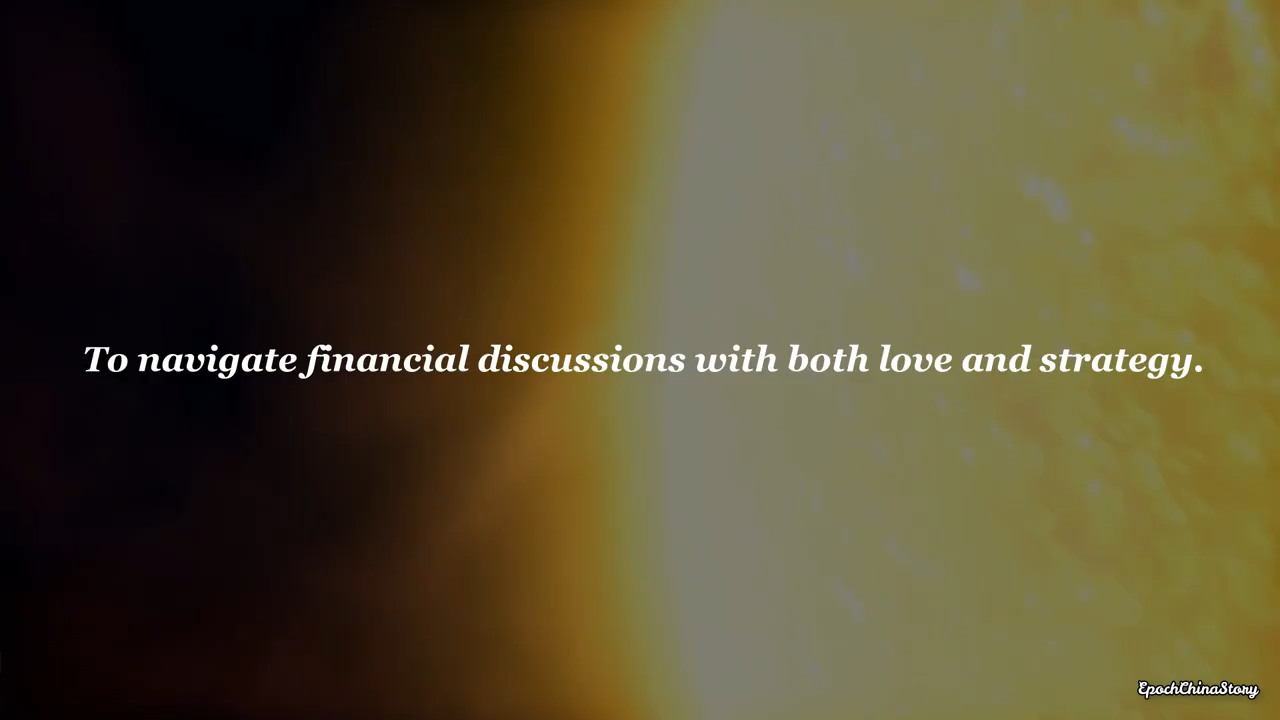 To navigate financial discussions with both love and strategy.
EpochChinaStory